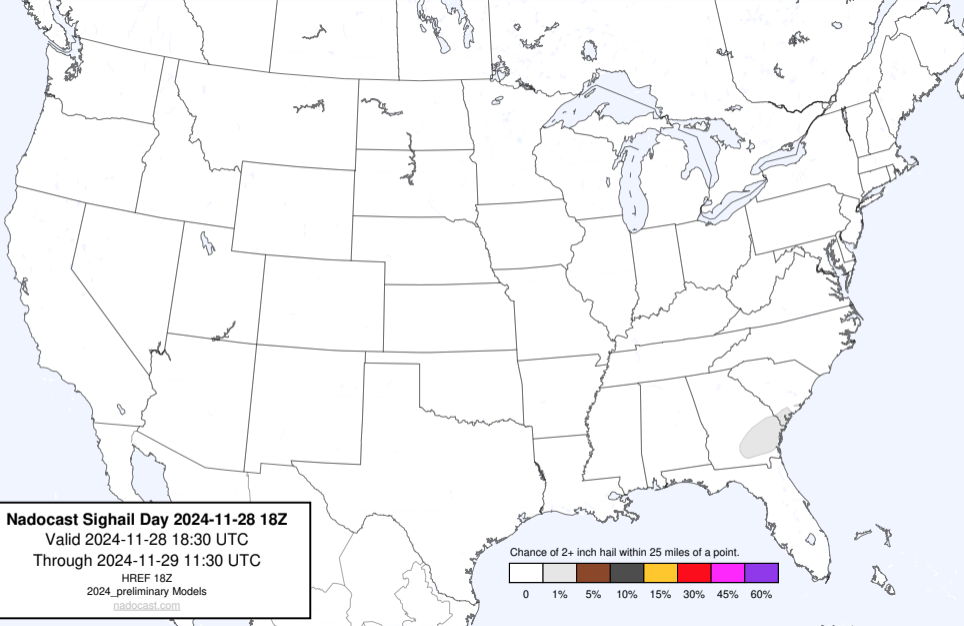 Nadocast Sighail Day 2024-11-28 18Z
Valid 2024-11-28 18:30 UTC
Through 2024-11-29 11:30 UTC
HREF 18Z
2024_preliminary Models
nadocast.com
Chance of 2+ inch hail within 25 miles of a point.
0 1% 5% 10% 15% 30% 45% 60%